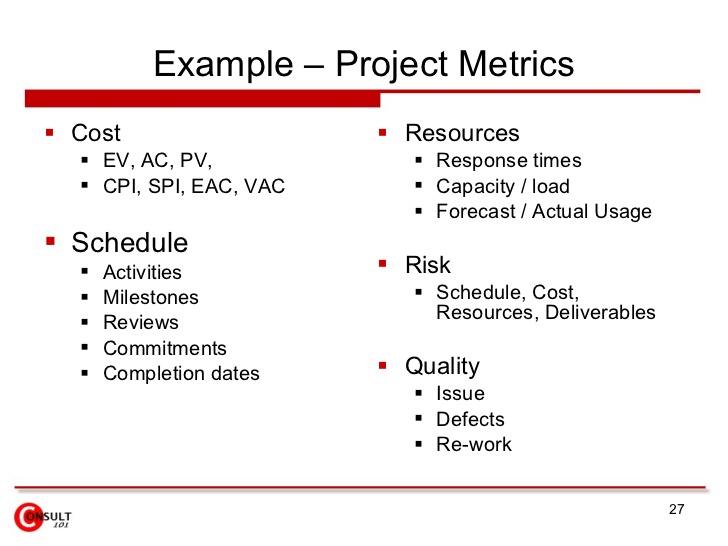 Example – Project Metrics
Cost
EV, AC, PV,
CPI, SPI, EAC, VAC
Schedule
Activities
Milestones
Reviews
Commitments
Completion dates
Resources
Response times
Capacity / load
Forecast / Actual Usage
Risk
Schedule, Cost,
Resources, Deliverables
Quality
Issue
Defects
Re-work
CONSULT
101
27